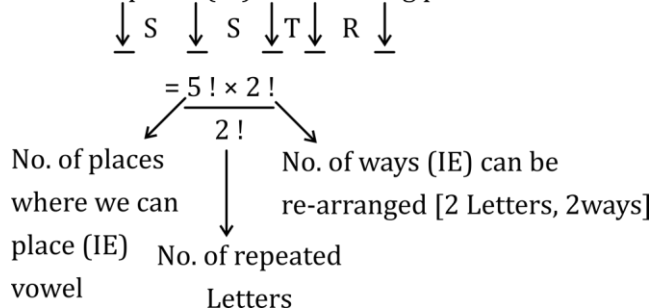 S S T R
= 5 ! × 2 !
2 !
No. of places
where we can
place (IE)
vowel
No. of repeated
Letters
No. of ways (IE) can be
re-arranged [2 Letters, 2ways]